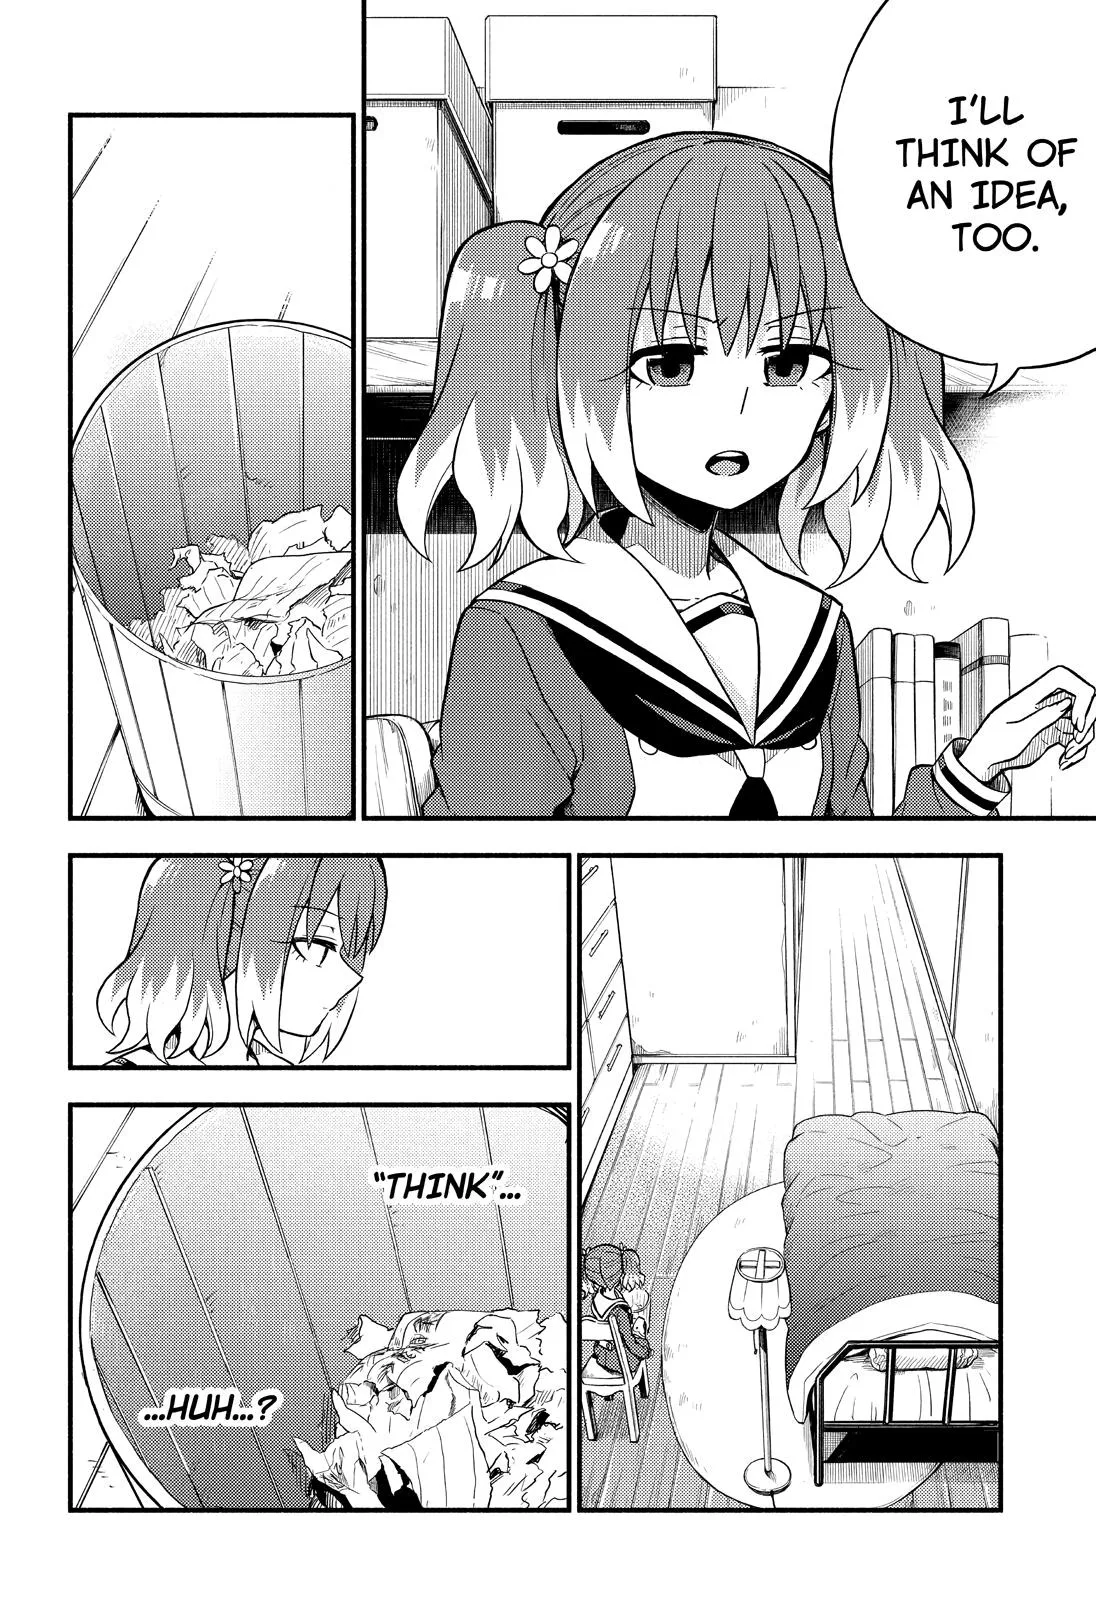 I'LL
THINK OF
AN IDEA,
TOO.
"THINK"...
...HUH...?